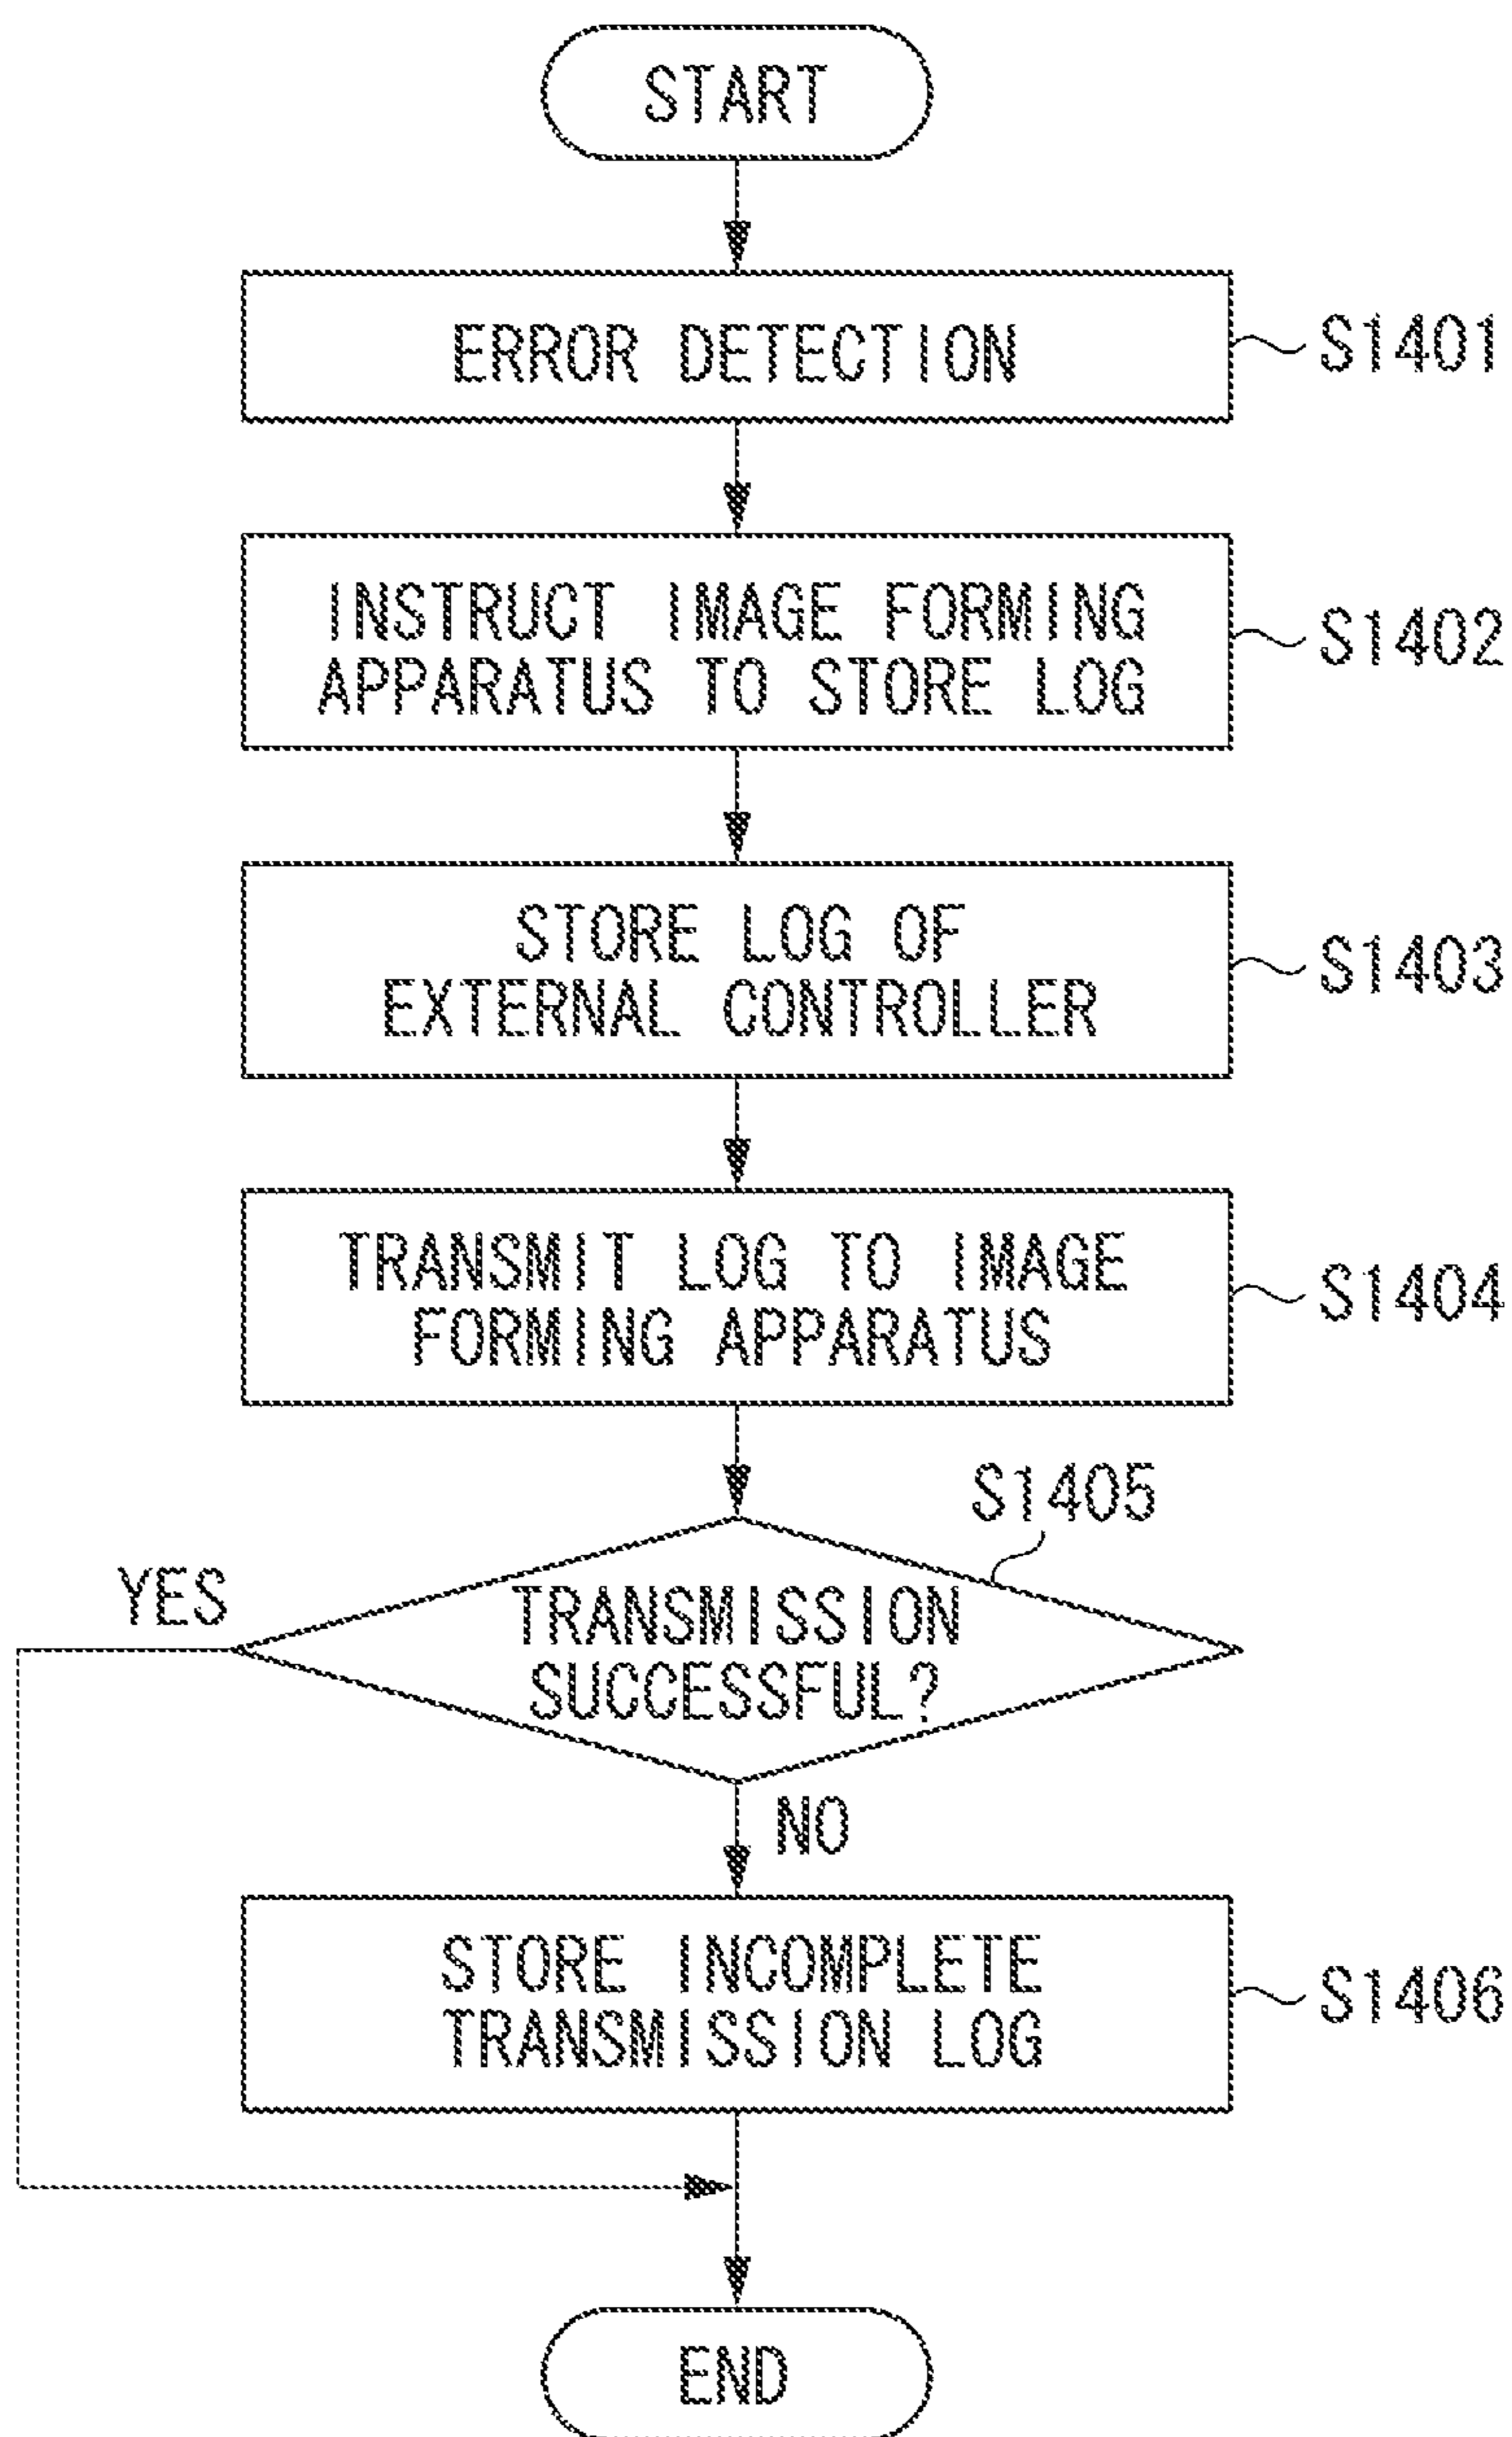 START
ERROR DETECTION
S1401
INSTRUCT IMAGE FORMING
APPARATUS TO STORE LOG
S1402
STORE LOG OF
EXTERNAL CONTROLLER
S1403
TRANSMIT LOG TO IMAGE
FORMING APPARATUS
S1404
S1405
YES
TRANSMISSION
SUCCESSFUL?
NO
STORE INCOMPLETE
TRANSMISSION LOG
S1406
END